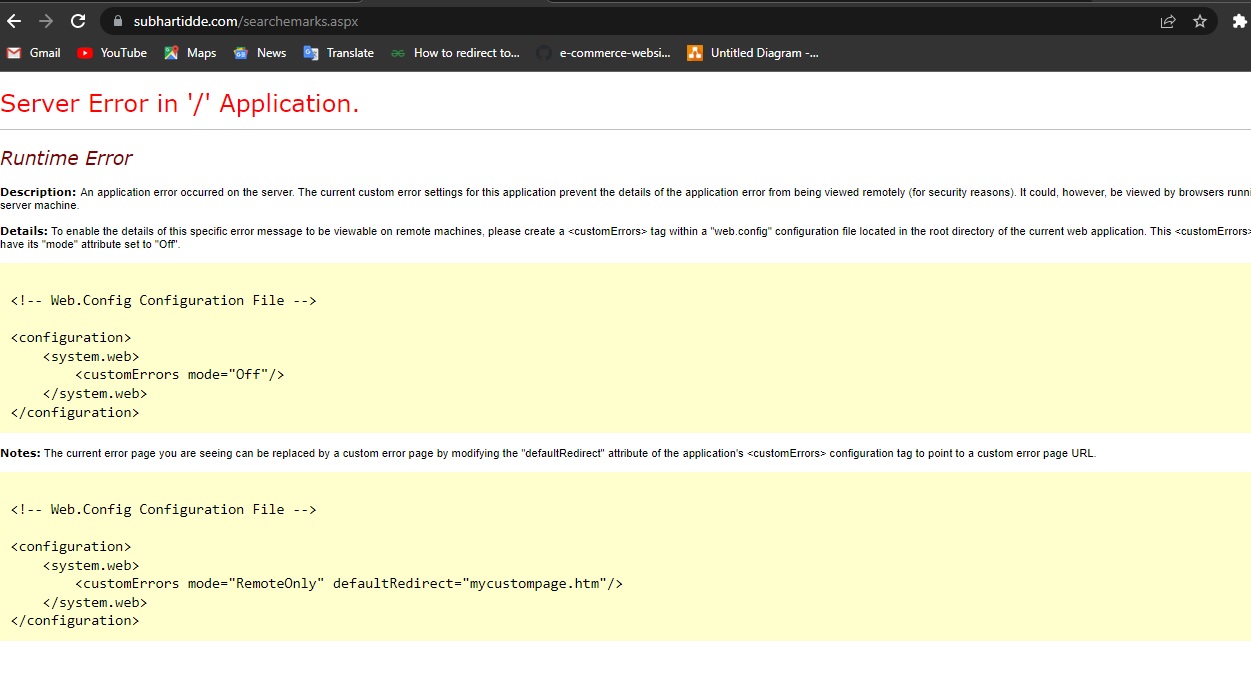 subhartidde.com/searchemarks.aspx
Gmail YouTube Maps News Translate How to redirect to... e-commerce-websi... Untitled Diagram -...
Server Error in '/' Application.
Runtime Error
Description: An application error occurred on the server. The current custom error settings for this application prevent the details of the application error from being viewed remotely (for security reasons). It could, however, be viewed by browsers runni
server machine.
Details: To enable the details of this specific error message to be viewable on remote machines, please create a <customErrors> tag within a "web.config" configuration file located in the root directory of the current web application. This <customErrors>
have its "mode" attribute set to "Off".
<!-- Web.Config Configuration File -->
<configuration>
<system.web>
<customErrors mode="Off"/>
</system.web>
</configuration>
Notes: The current error page you are seeing can be replaced by a custom error page by modifying the "defaultRedirect" attribute of the application's <customErrors> configuration tag to point to a custom error page URL.
<!-- Web.Config Configuration File -->
<configuration>
<system.web>
<customErrors mode="RemoteOnly" defaultRedirect="mycustompage.htm"/>
</system.web>
</configuration>